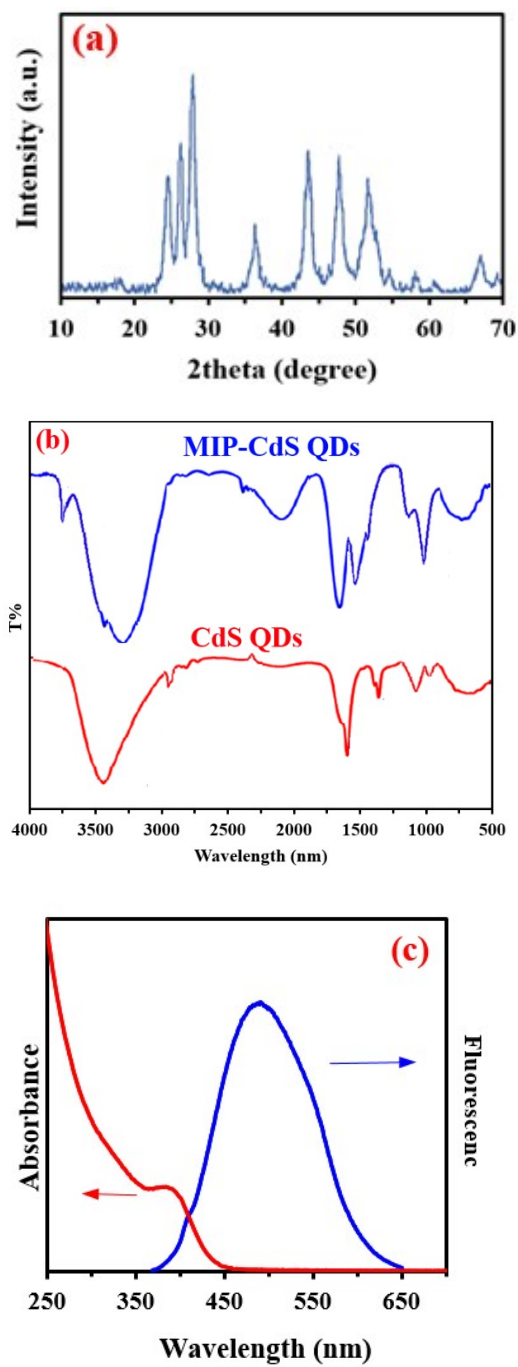 (a)
Intensity (a.u.)
10 20 30 40 50 60 70
2theta (degree)
(b)
MIP-CdS QDs
T%
CdS QDs
4000 3500 3000 2500 2000 1500 1000 500
Wavelength (nm)
(c)
Absorbance
Fluorescenc
250 350 450 550 650
Wavelength (nm)